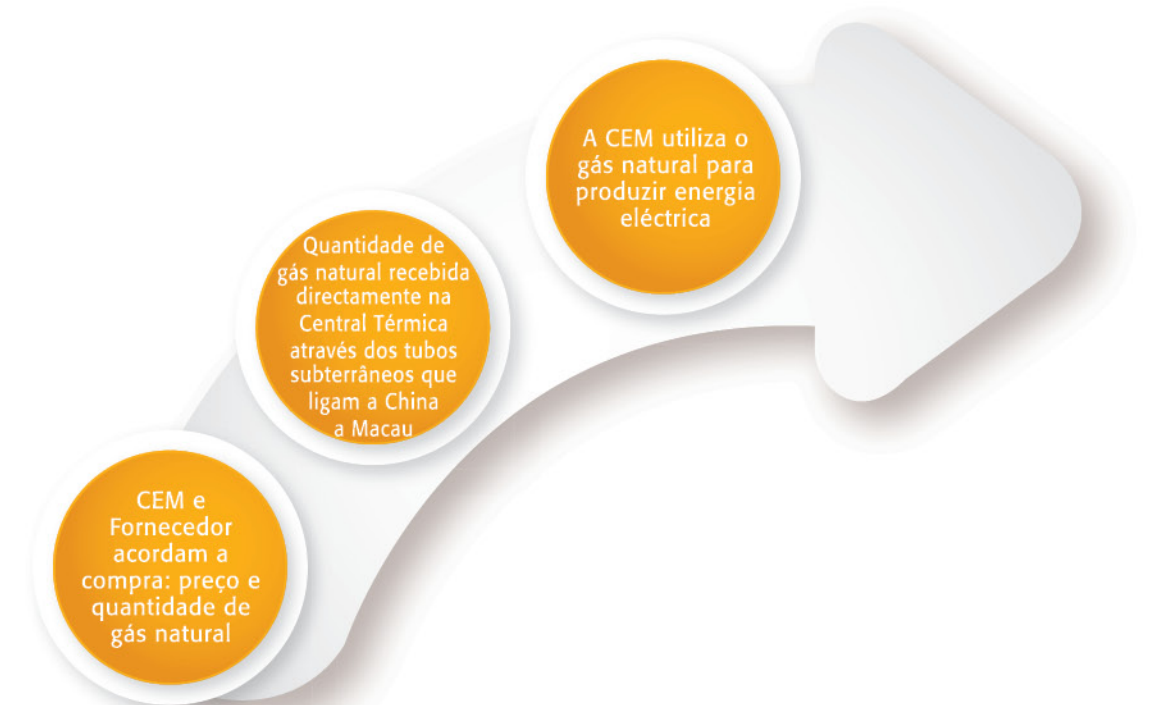 A CEM utiliza o
gás natural para
produzir energia
eléctrica
Quantidade de
gás natural recebida
directamente na
Central Térmica
através dos tubos
subterrâneos que
ligam a China
a Macau
CEM e
Fornecedor
acordam a
compra: preço e
quantidade de
gás natural